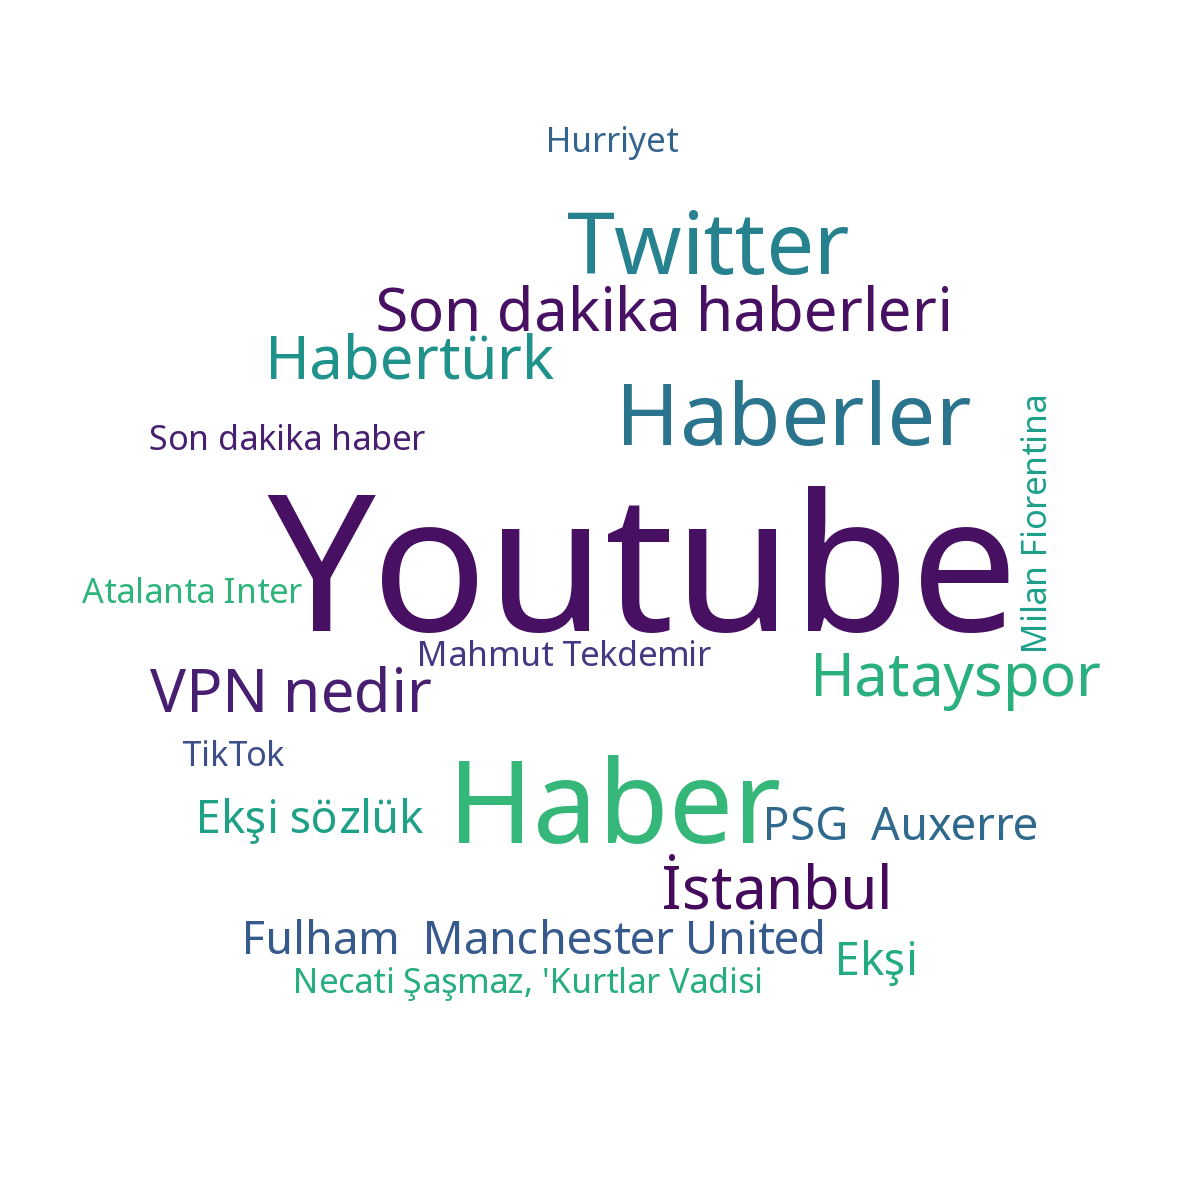 Hurriyet
Twitter
Son dakika haberleri
Habertürk
Haberler
Son dakika haber
Milan Fiorentina
Youtube
Atalanta Inter
Mahmut Tekdemir
Hatayspor
VPN nedir
TikTok
Haber
Ekşi sözlük
PSG  Auxerre
İstanbul
Fulham  Manchester United
Ekşi
Necati Şaşmaz, 'Kurtlar Vadisi